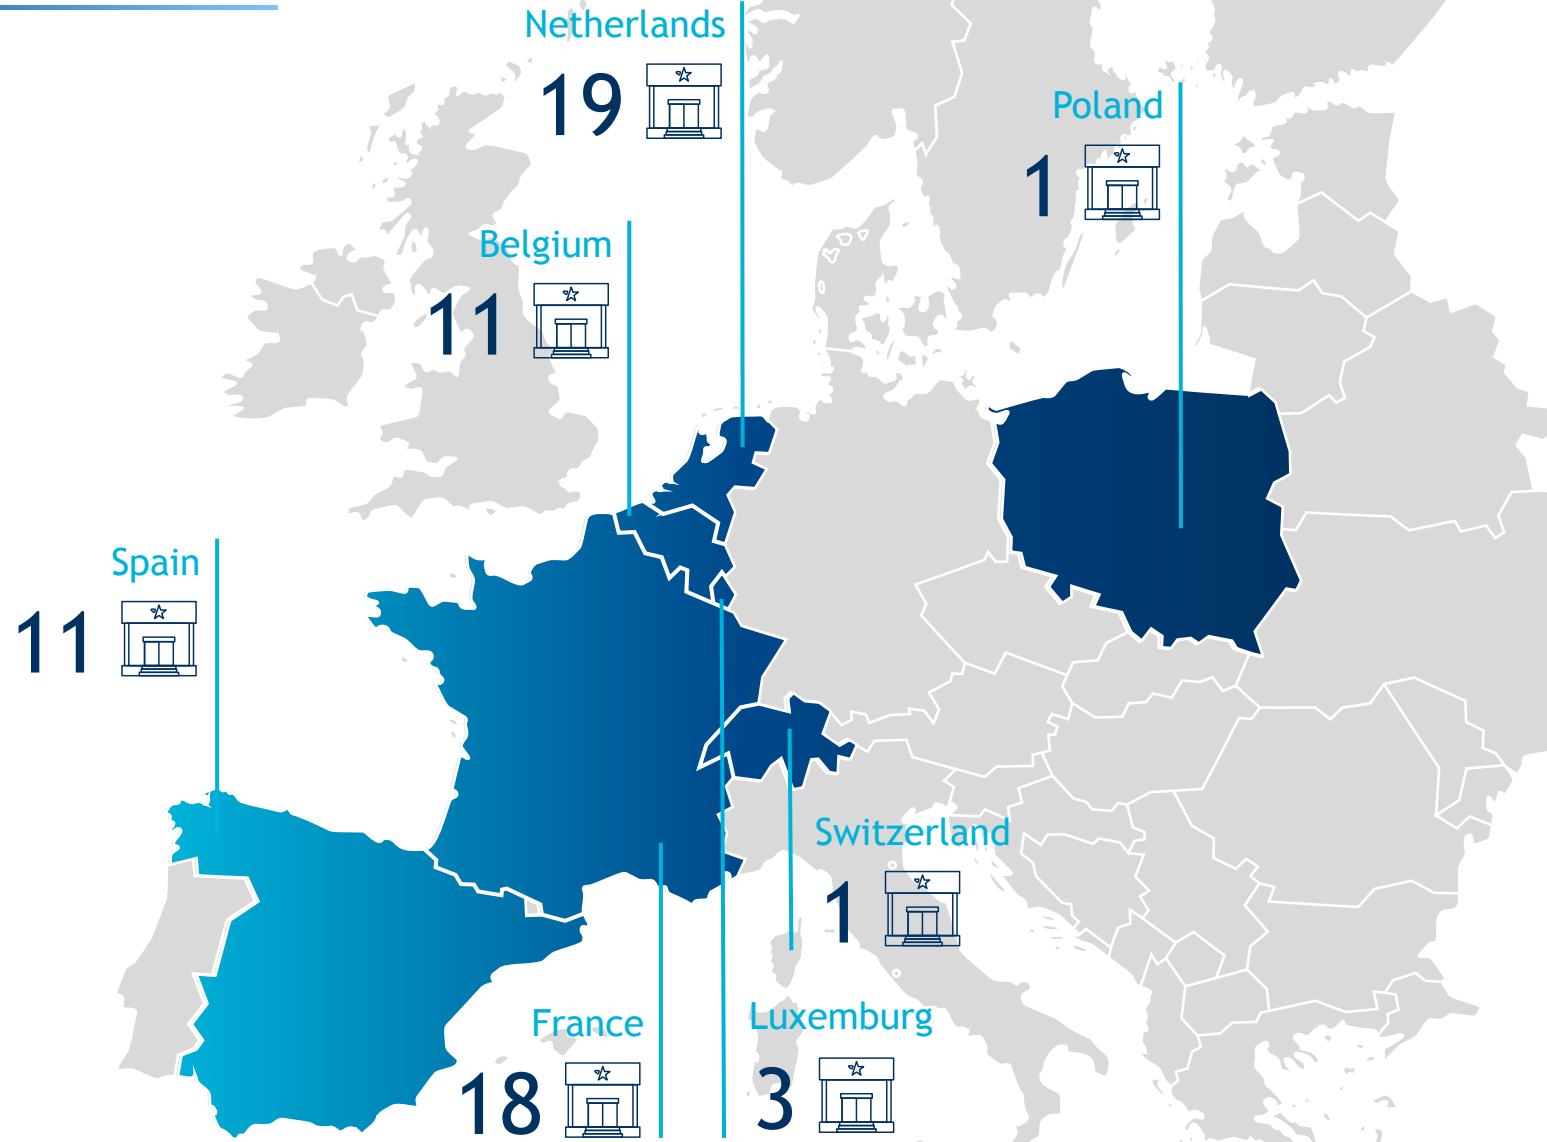 Netherlands
19
Poland
1
Belgium
11
Spain
11
Switzerland
1
France
18
Luxemburg
3